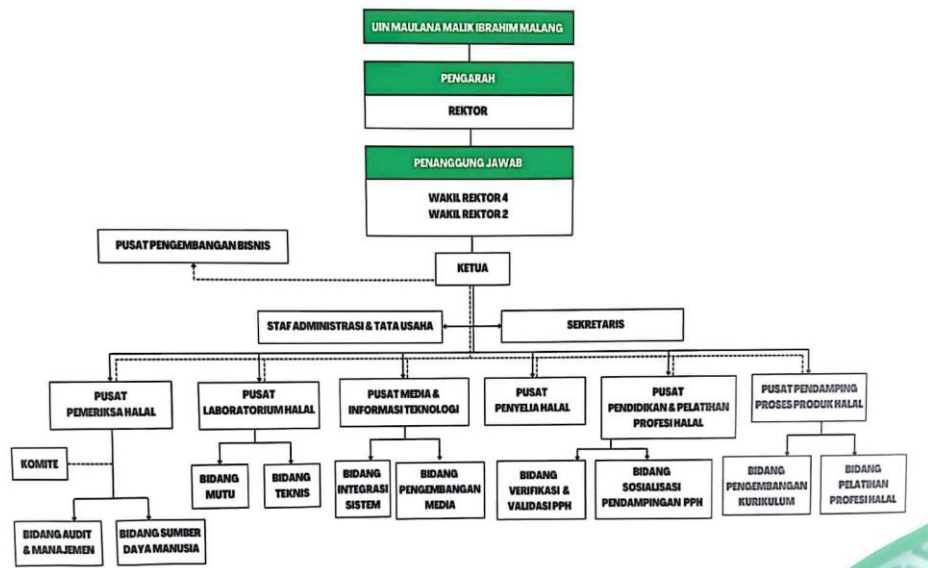 UIN MAULANA MALIK IBRAHIM MALANG
PENGARAH
REKTOR
PENANGGUNG JAWAB
WAKIL REKTOR 4
WAKIL REKTOR 2
PUSAT PENGEMBANGAN BISNIS
KETUA
STAF ADMINISTRASI & TATA USAHA
SEKRETARIS
PUSAT
PEMERIKSA HALAL
PUSAT
LABORATORIUM HALAL
PUSAT MEDIA &
INFORMASI TEKNOLOGI
PUSAT
PENYELIA HALAL
PUSAT
PENDIDIKAN & PELATIHAN
PROFESI HALAL
PUSAT PENDAMPING
PROSES PRODUK HALAL
KOMITE
BIDANG
MUTU
BIDANG
TEKNIS
BIDANG
INTEGRASI
SISTEM
BIDANG
PENGEMBANGAN
MEDIA
BIDANG
VERIFIKASI &
VALIDASI PPH
BIDANG
SOSIALISASI
PENDAMPINGAN PPH
BIDANG
PENGEMBANGAN
KURIKULUM
BIDANG
PELATIHAN
PROFESI HALAL
BIDANG AUDIT
& MANAJEMEN
BIDANG SUMBER
DAYA MANUSIA